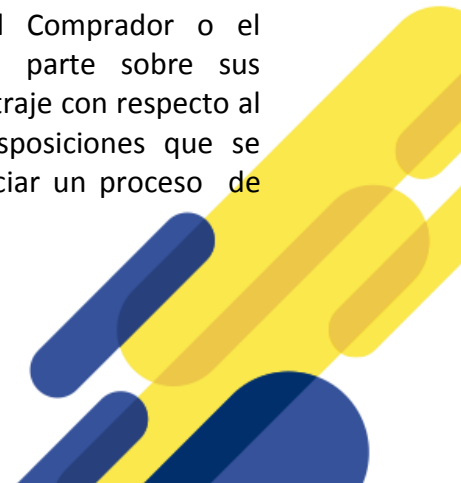 Comprador o el
parte sobre sus
traje con respecto al
sposiciones que se
ciar un proceso de